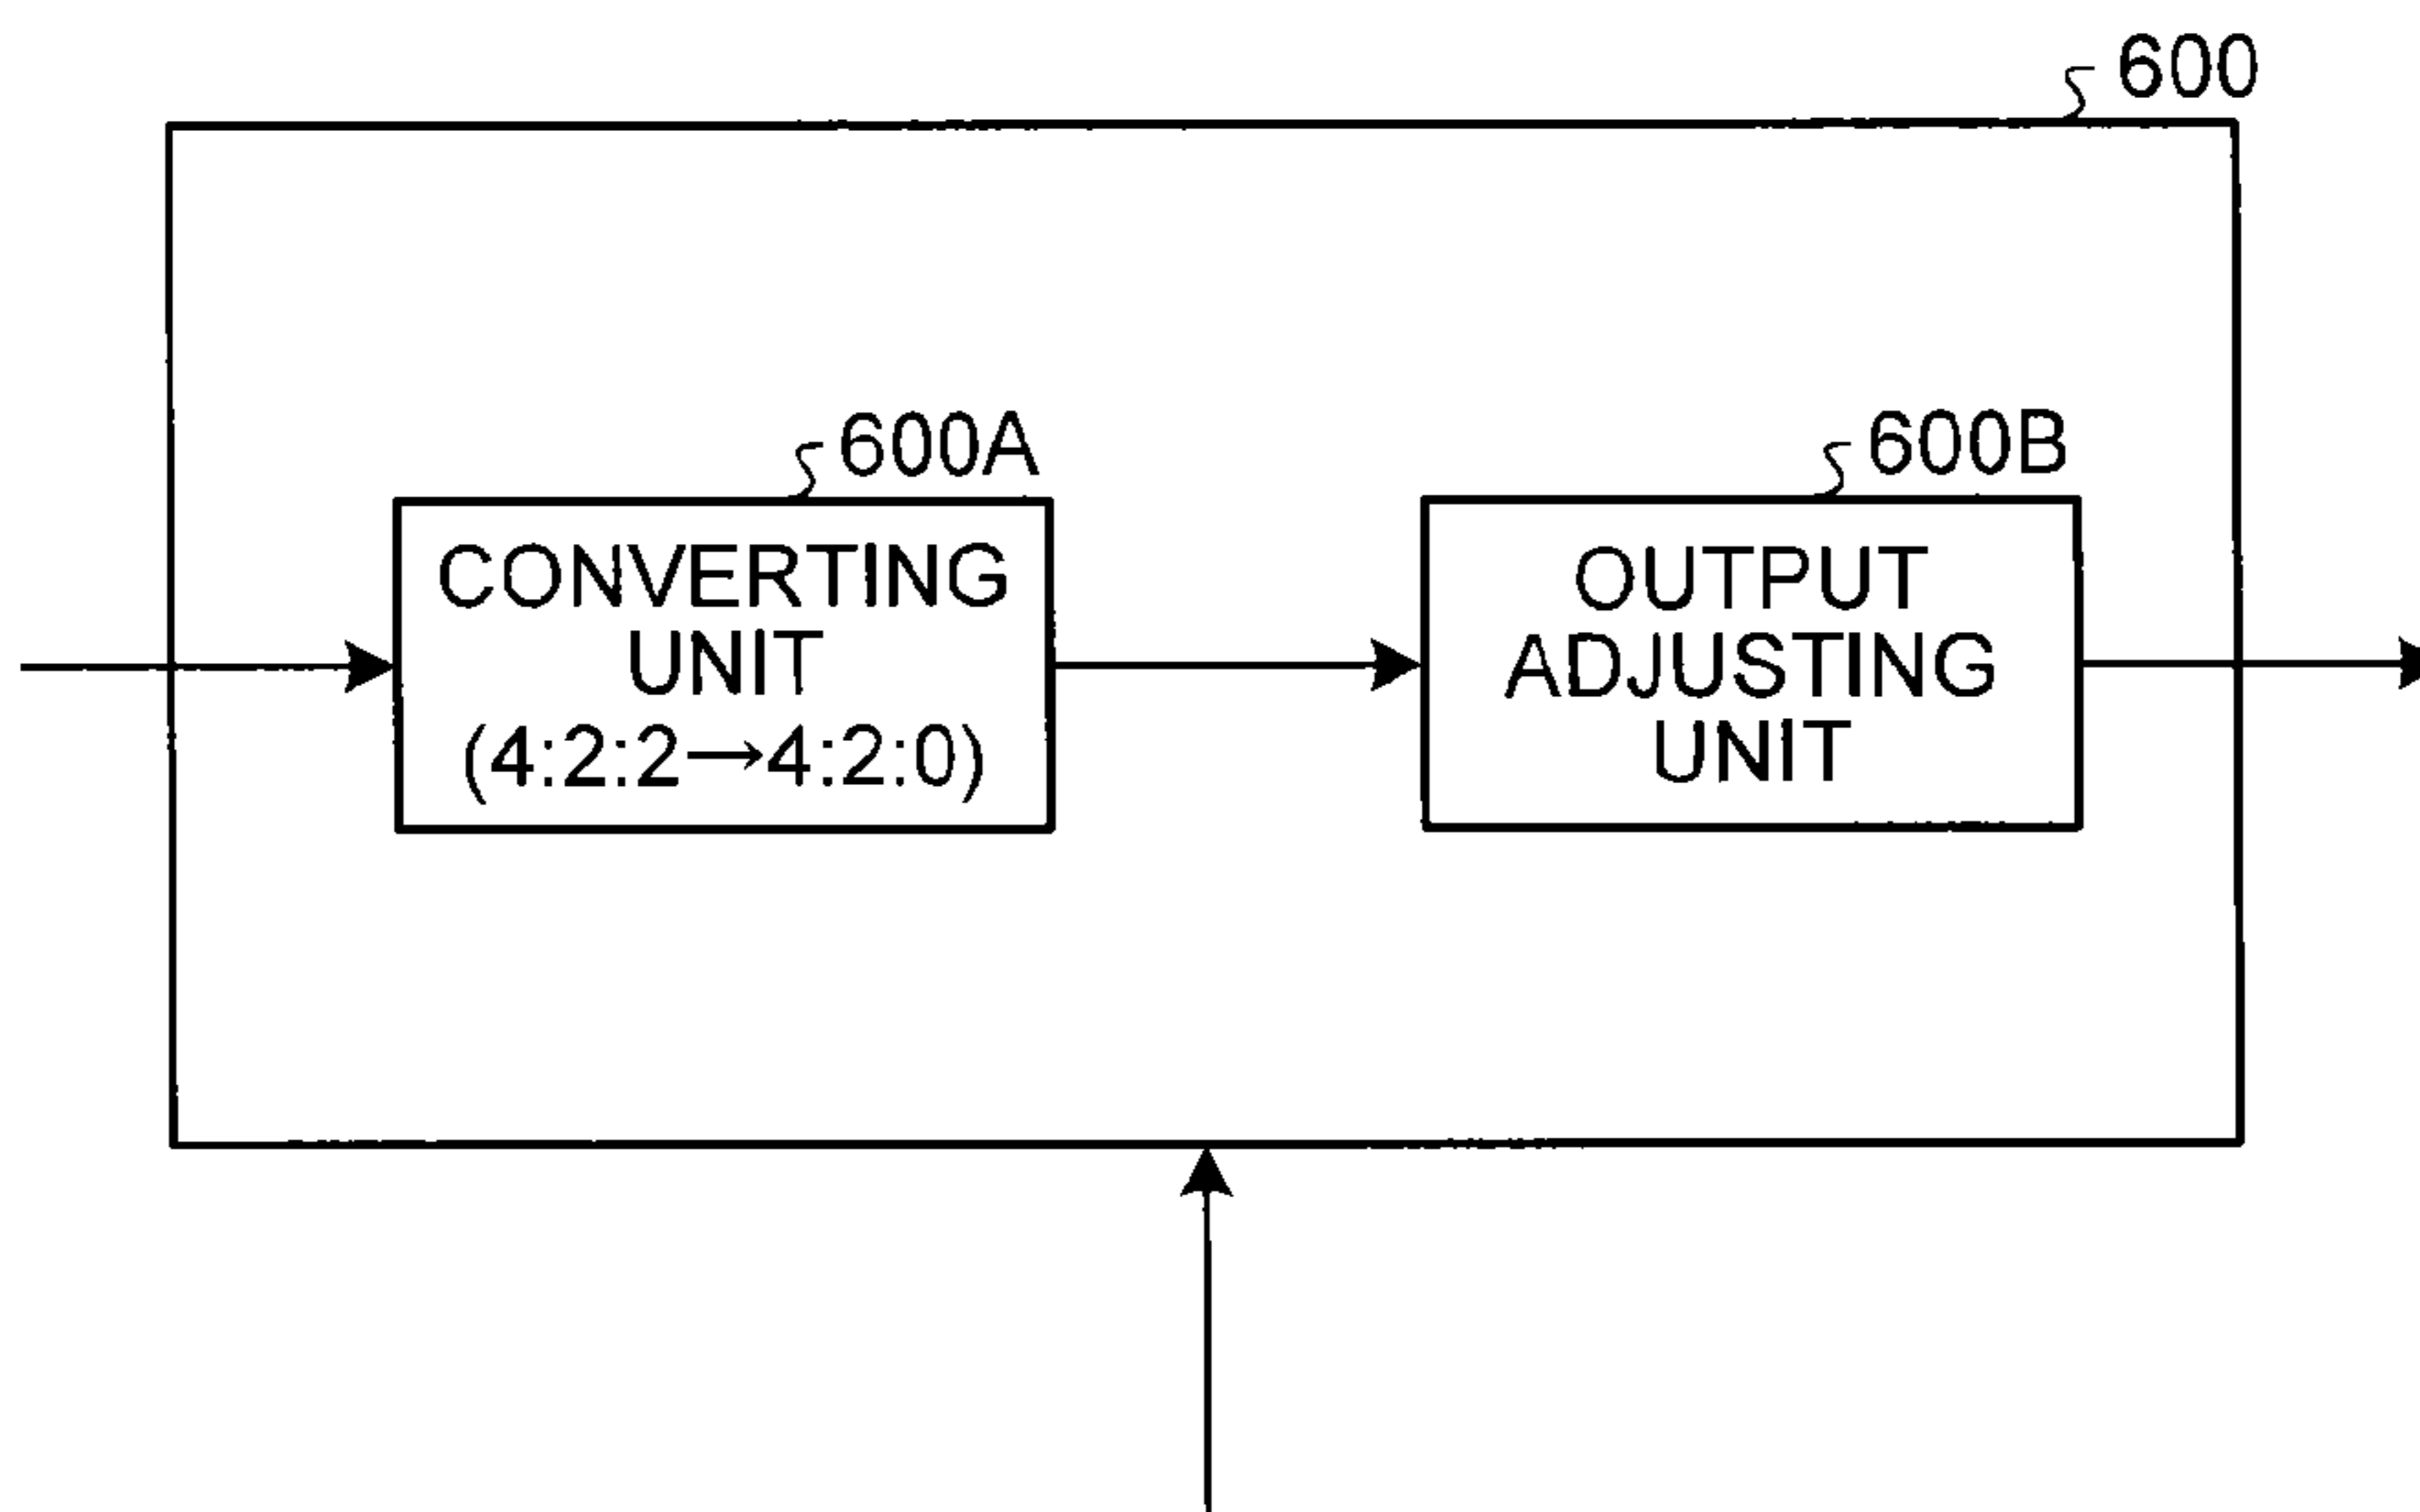 600
600A
CONVERTING
UNIT
(4:2:2→4:2:0)
600B
OUTPUT
ADJUSTING
UNIT